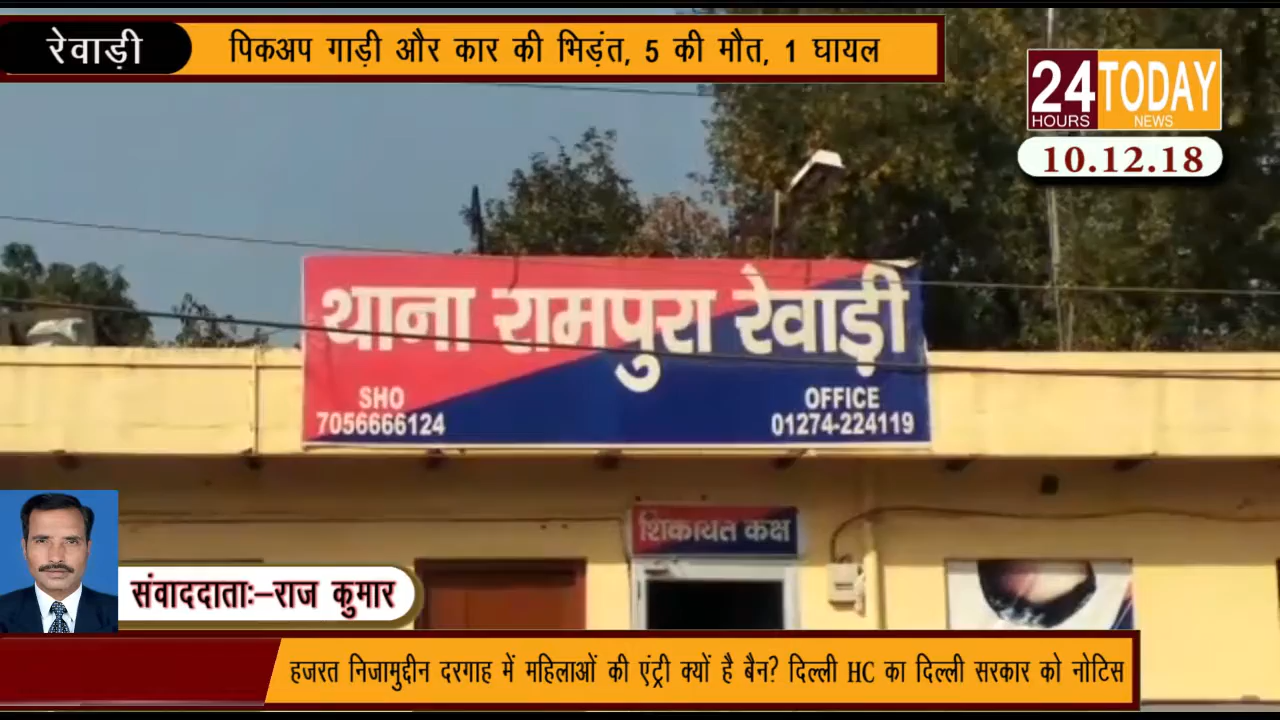 रेवाड़ी
पिकअप गाड़ी और कार की भिड़ंत, 5 की मौत, 1 घायल
24 TODAY
HOURS NEWS
10.12.18
थाना रामपुरा रेवाड़ी
SHO
7056666124
OFFICE
01274-224119
शिकायत कक्ष
संवाददाताः–राज कुमार
हजरत निजामुद्दीन दरगाह में महिलाओं की एंट्री क्यों है बैन? दिल्ली HC का दिल्ली सरकार को नोटिस